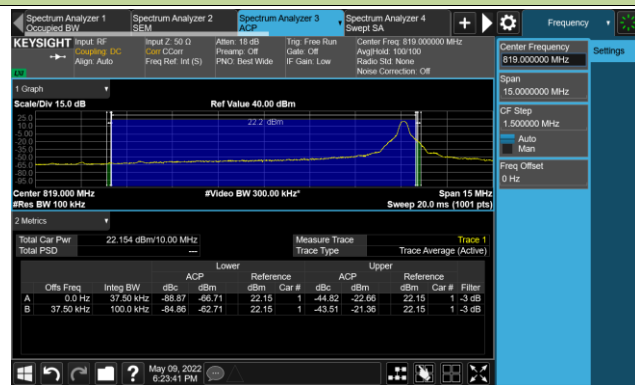 Spectrum Analyzer 1
Occupied BW
Spectrum Analyzer 2
SEM
Spectrum Analyzer 3
ACP
Spectrum Analyzer 4
Swept SA
Frequency
KEYSIGHT Input: RF
Coupling: DC
Align: Auto
Input Z: 50 Ω
Corr CCorr
Freq Ref: Int (S)
Atten: 18 dB
Preamp: Off
PNO: Best Wide
Trig: Free Run
Gate: Off
IF Gain: Low
Center Freq: 819.000000 MHz
Avg|Hold: 100/100
Radio Std: None
Noise Correction: Off
Center Frequency
819.000000 MHz
Settings
Span
15.0000000 MHz
CF Step
1.500000 MHz
Auto
Man
Freq Offset
0 Hz
1 Graph
Scale/Div 15.0 dB
Ref Value 40.00 dBm
22.2 dBm
25.0
10.0
-5.00
-20.0
-35.0
-50.0
-65.0
-80.0
-95.0
Center 819.000 MHz
#Video BW 300.00 kHz*
Span 15 MHz
#Res BW 100 kHz
Sweep 20.0 ms (1001 pts)
2 Metrics
Total Car Pwr 22.154 dBm/10.00 MHz
Total PSD ---
Measure Trace Trace 1
Trace Type Trace Average (Active)
Lower Upper
ACP Reference ACP Reference
Offs Freq Integ BW dBc dBm dBm Car # dBc dBm dBm Car # Filter
A 0.0 Hz 37.50 kHz -88.87 -66.71 22.15 1 -44.82 -22.66 22.15 1 -3 dB
B 37.50 kHz 100.0 kHz -84.86 -62.71 22.15 1 -43.51 -21.36 22.15 1 -3 dB
May 09, 2022
6:23:41 PM